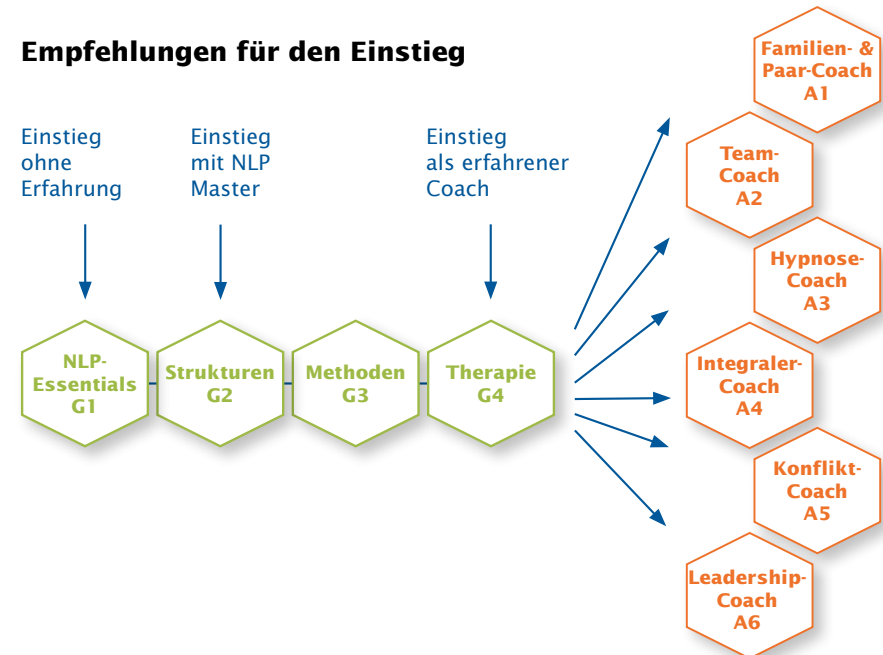 Empfehlungen für den Einstieg
Einstieg
ohne
Erfahrung
Einstieg
mit NLP
Master
Einstieg
als erfahrener
Coach
NLP-
Essentials
G1
Strukturen
G2
Methoden
G3
Therapie
G4
Familien- &
Paar-Coach
A1
Team-
Coach
A2
Hypnose-
Coach
A3
Integraler-
Coach
A4
Konflikt-
Coach
A5
Leadership-
Coach
A6